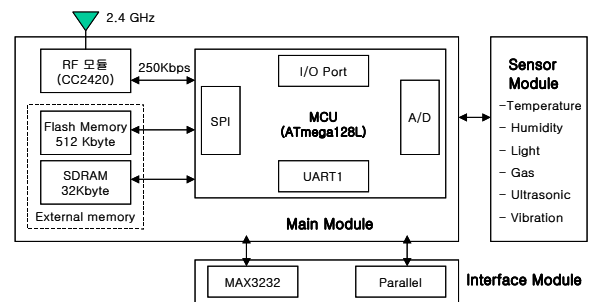 2.4 GHz
RF 모듈
(CC2420)
250Kbps
Flash Memory
512 Kbyte
SDRAM
32Kbyte
External memory
I/O Port
SPI
MCU
(ATmega128L)
A/D
UART1
Main Module
Sensor
Module
-Temperature
- Humidity
- Light
- Gas
- Ultrasonic
- Vibration
MAX3232
Parallel
Interface Module